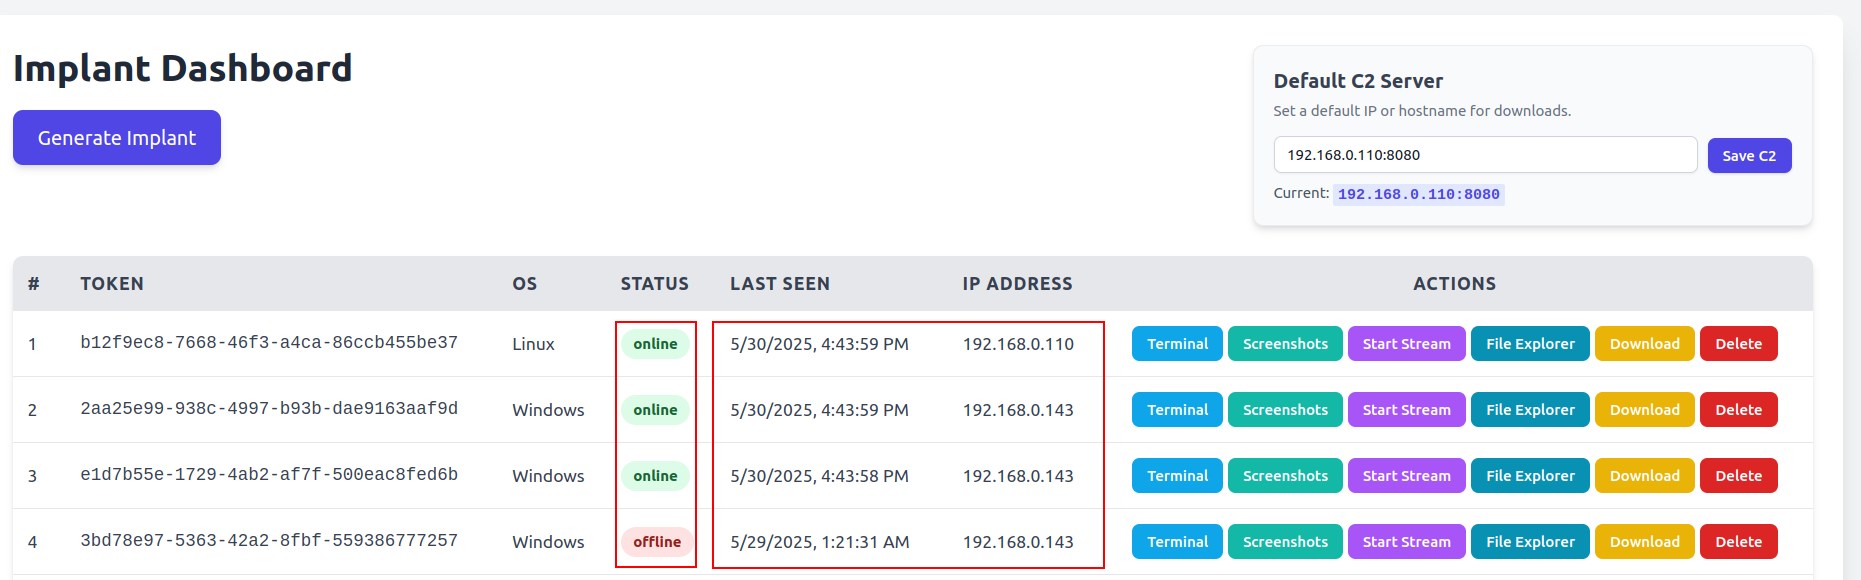 Implant Dashboard
Generate Implant
Default C2 Server
Set a default IP or hostname for downloads.
192.168.0.110:8080 Save C2
Current: 192.168.0.110:8080
# TOKEN OS STATUS LAST SEEN IP ADDRESS ACTIONS
1 b12f9ec8-7668-46f3-a4ca-86ccb455be37 Linux online 5/30/2025, 4:43:59 PM 192.168.0.110 Terminal Screenshots Start Stream File Explorer Download Delete
2 2aa25e99-938c-4997-b93b-dae9163aaf9d Windows online 5/30/2025, 4:43:59 PM 192.168.0.143 Terminal Screenshots Start Stream File Explorer Download Delete
3 e1d7b55e-1729-4ab2-af7f-500eac8fed6b Windows online 5/30/2025, 4:43:58 PM 192.168.0.143 Terminal Screenshots Start Stream File Explorer Download Delete
4 3bd78e97-5363-42a2-8fbf-559386777257 Windows offline 5/29/2025, 1:21:31 AM 192.168.0.143 Terminal Screenshots Start Stream File Explorer Download Delete